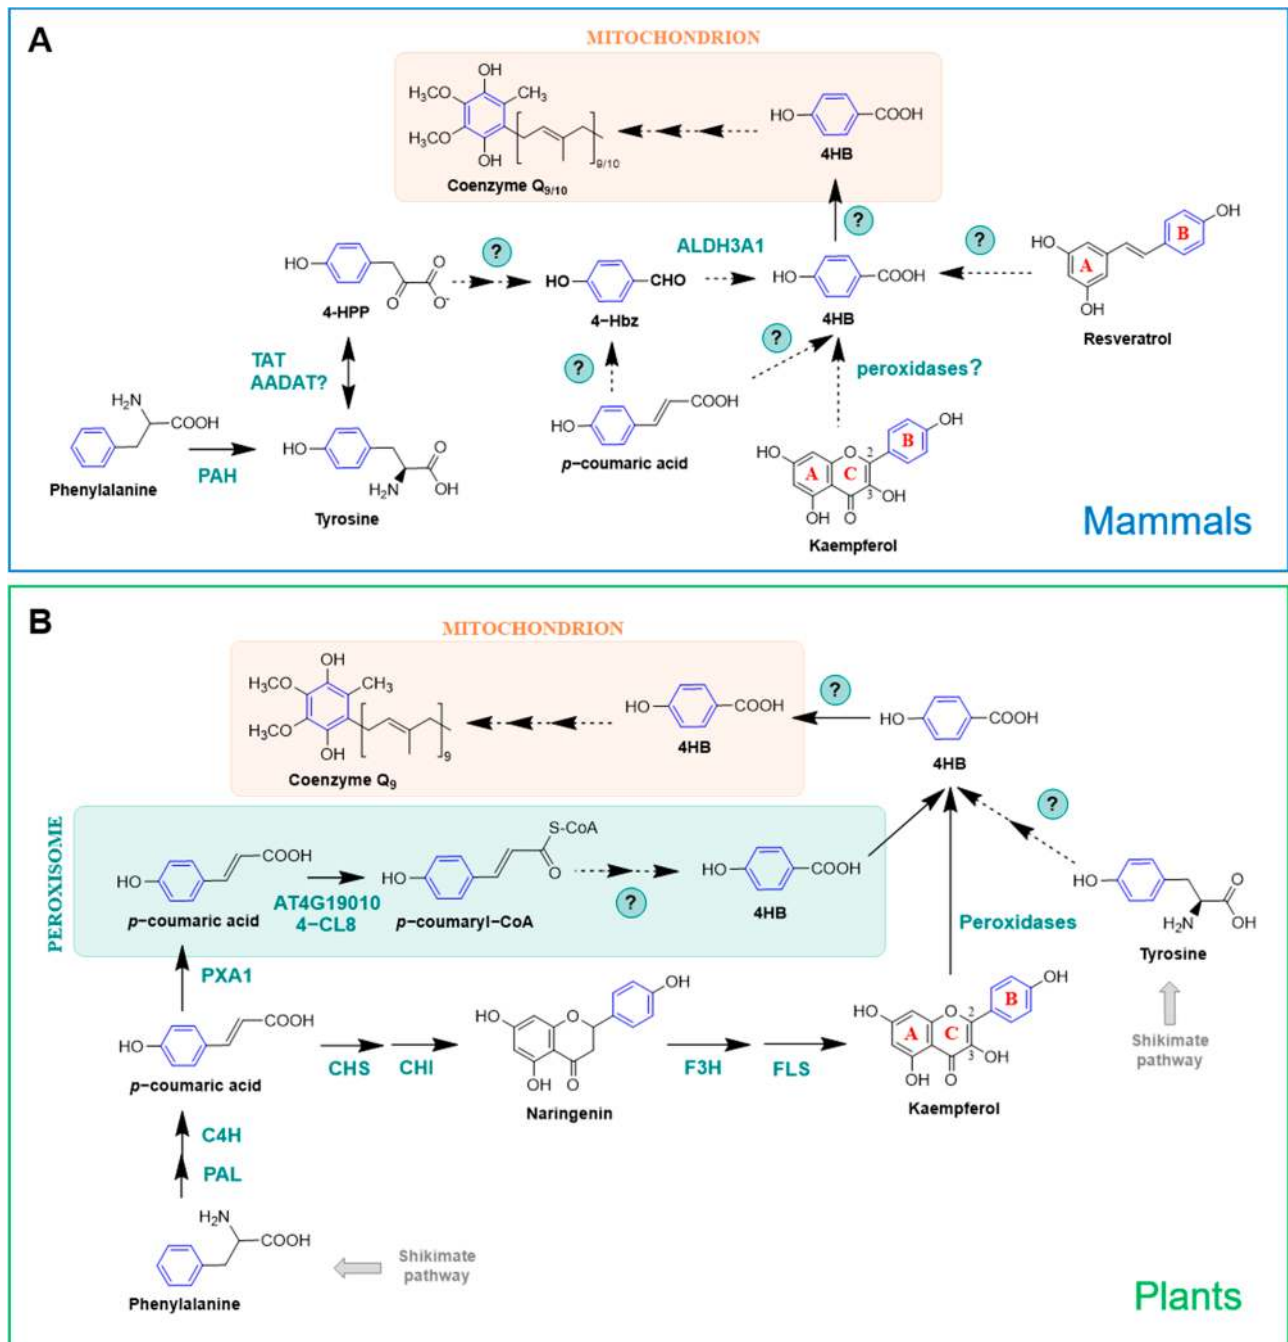 A
MITOCHONDRION
OH
H₃CO
CH₃
H₃CO
OH
9/10
Coenzyme Q₉/₁₀
HO
COOH
4HB
?
HO
O
O⁻
4-HPP
?
HO
CHO
4-Hbz
ALDH3A1
HO
COOH
4HB
?
OH
HO
B
A
OH
Resveratrol
TAT
AADAT?
?
?
peroxidases?
H₂N
COOH
Phenylalanine
PAH
HO
O
H₂N
OH
Tyrosine
HO
COOH
p-coumaric acid
OH
B
HO
O
2
A
C
3
OH
OH
O
Kaempferol
Mammals
B
MITOCHONDRION
OH
H₃CO
CH₃
H₃CO
OH
9
Coenzyme Q₉
HO
COOH
4HB
?
HO
COOH
4HB
PEROXISOME
HO
COOH
p-coumaric acid
AT4G19010
4-CL8
S-CoA
HO
O
p-coumaryl-CoA
?
HO
COOH
4HB
?
HO
O
H₂N
OH
Tyrosine
Peroxidases
PXA1
HO
COOH
p-coumaric acid
CHS
CHI
OH
HO
O
OH
O
Naringenin
F3H
FLS
OH
B
HO
O
2
A
C
3
OH
OH
O
Kaempferol
Shikimate
pathway
C4H
PAL
H₂N
COOH
Phenylalanine
Shikimate
pathway
Plants